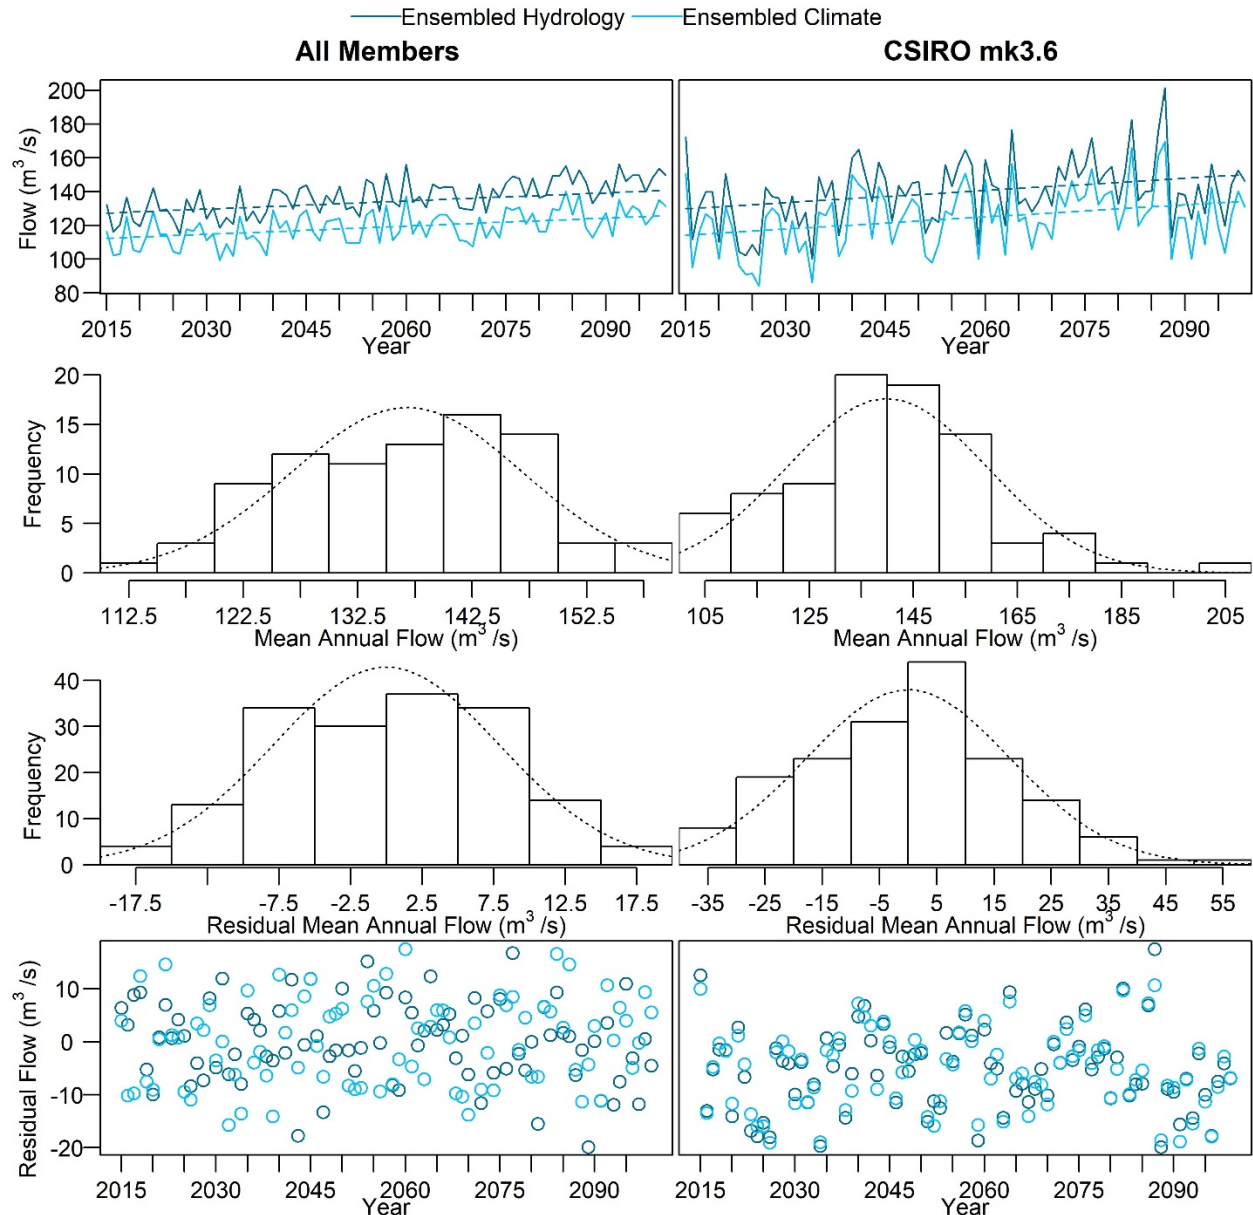 Ensembled Hydrology Ensembled Climate
All Members CSIRO mk3.6
Flow (m³ /s)
200
180
160
140
120
100
80
2015 2030 2045 2060 2075 2090 2015 2030 2045 2060 2075 2090
Year Year
Frequency
20
15
10
5
0
112.5 122.5 132.5 142.5 152.5 105 125 145 165 185 205
Mean Annual Flow (m³ /s) Mean Annual Flow (m³ /s)
Frequency
40
30
20
10
0
-17.5 -7.5 -2.5 2.5 7.5 12.5 17.5 -35 -25 -15 -5 5 15 25 35 45 55
Residual Mean Annual Flow (m³ /s) Residual Mean Annual Flow (m³ /s)
Residual Flow (m³ /s)
10
0
-10
-20
2015 2030 2045 2060 2075 2090 2015 2030 2045 2060 2075 2090
Year Year